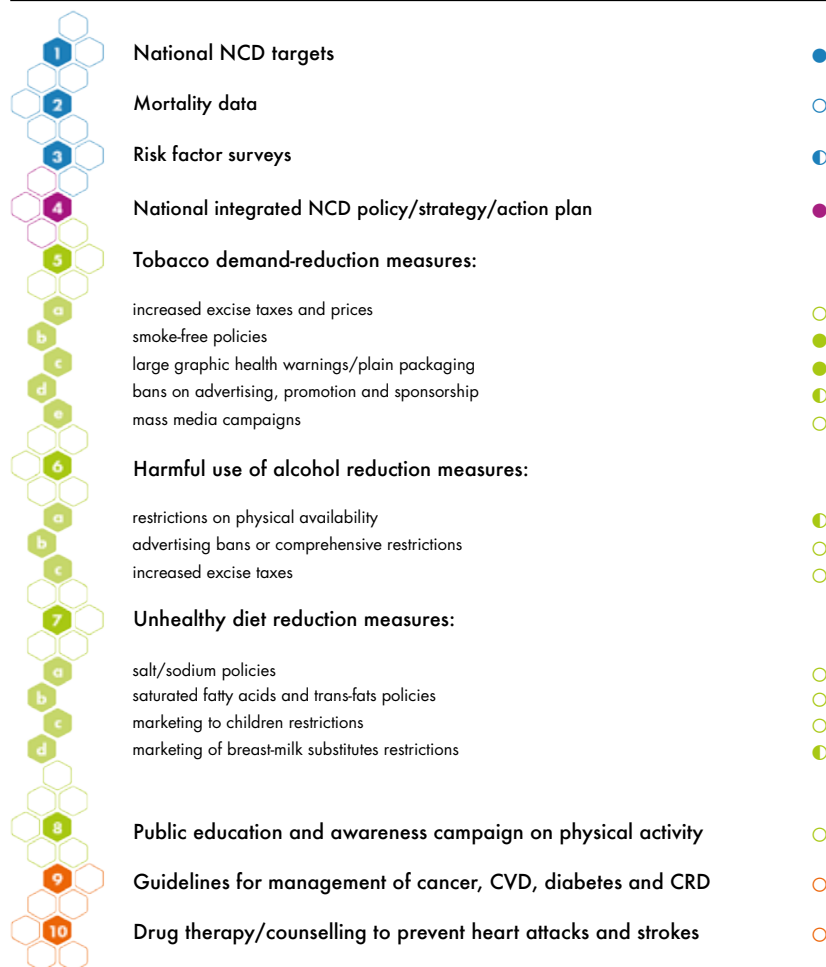 1 National NCD targets ●
2 Mortality data ○
3 Risk factor surveys ◐
4 National integrated NCD policy/strategy/action plan ●
5 Tobacco demand-reduction measures:
a increased excise taxes and prices ○
b smoke-free policies ●
c large graphic health warnings/plain packaging ●
d bans on advertising, promotion and sponsorship ◐
e mass media campaigns ○
6 Harmful use of alcohol reduction measures:
a restrictions on physical availability ◐
b advertising bans or comprehensive restrictions ○
c increased excise taxes ○
7 Unhealthy diet reduction measures:
a salt/sodium policies ○
b saturated fatty acids and trans-fats policies ○
c marketing to children restrictions ○
d marketing of breast-milk substitutes restrictions ◐
8 Public education and awareness campaign on physical activity ○
9 Guidelines for management of cancer, CVD, diabetes and CRD ○
10 Drug therapy/counselling to prevent heart attacks and strokes ○